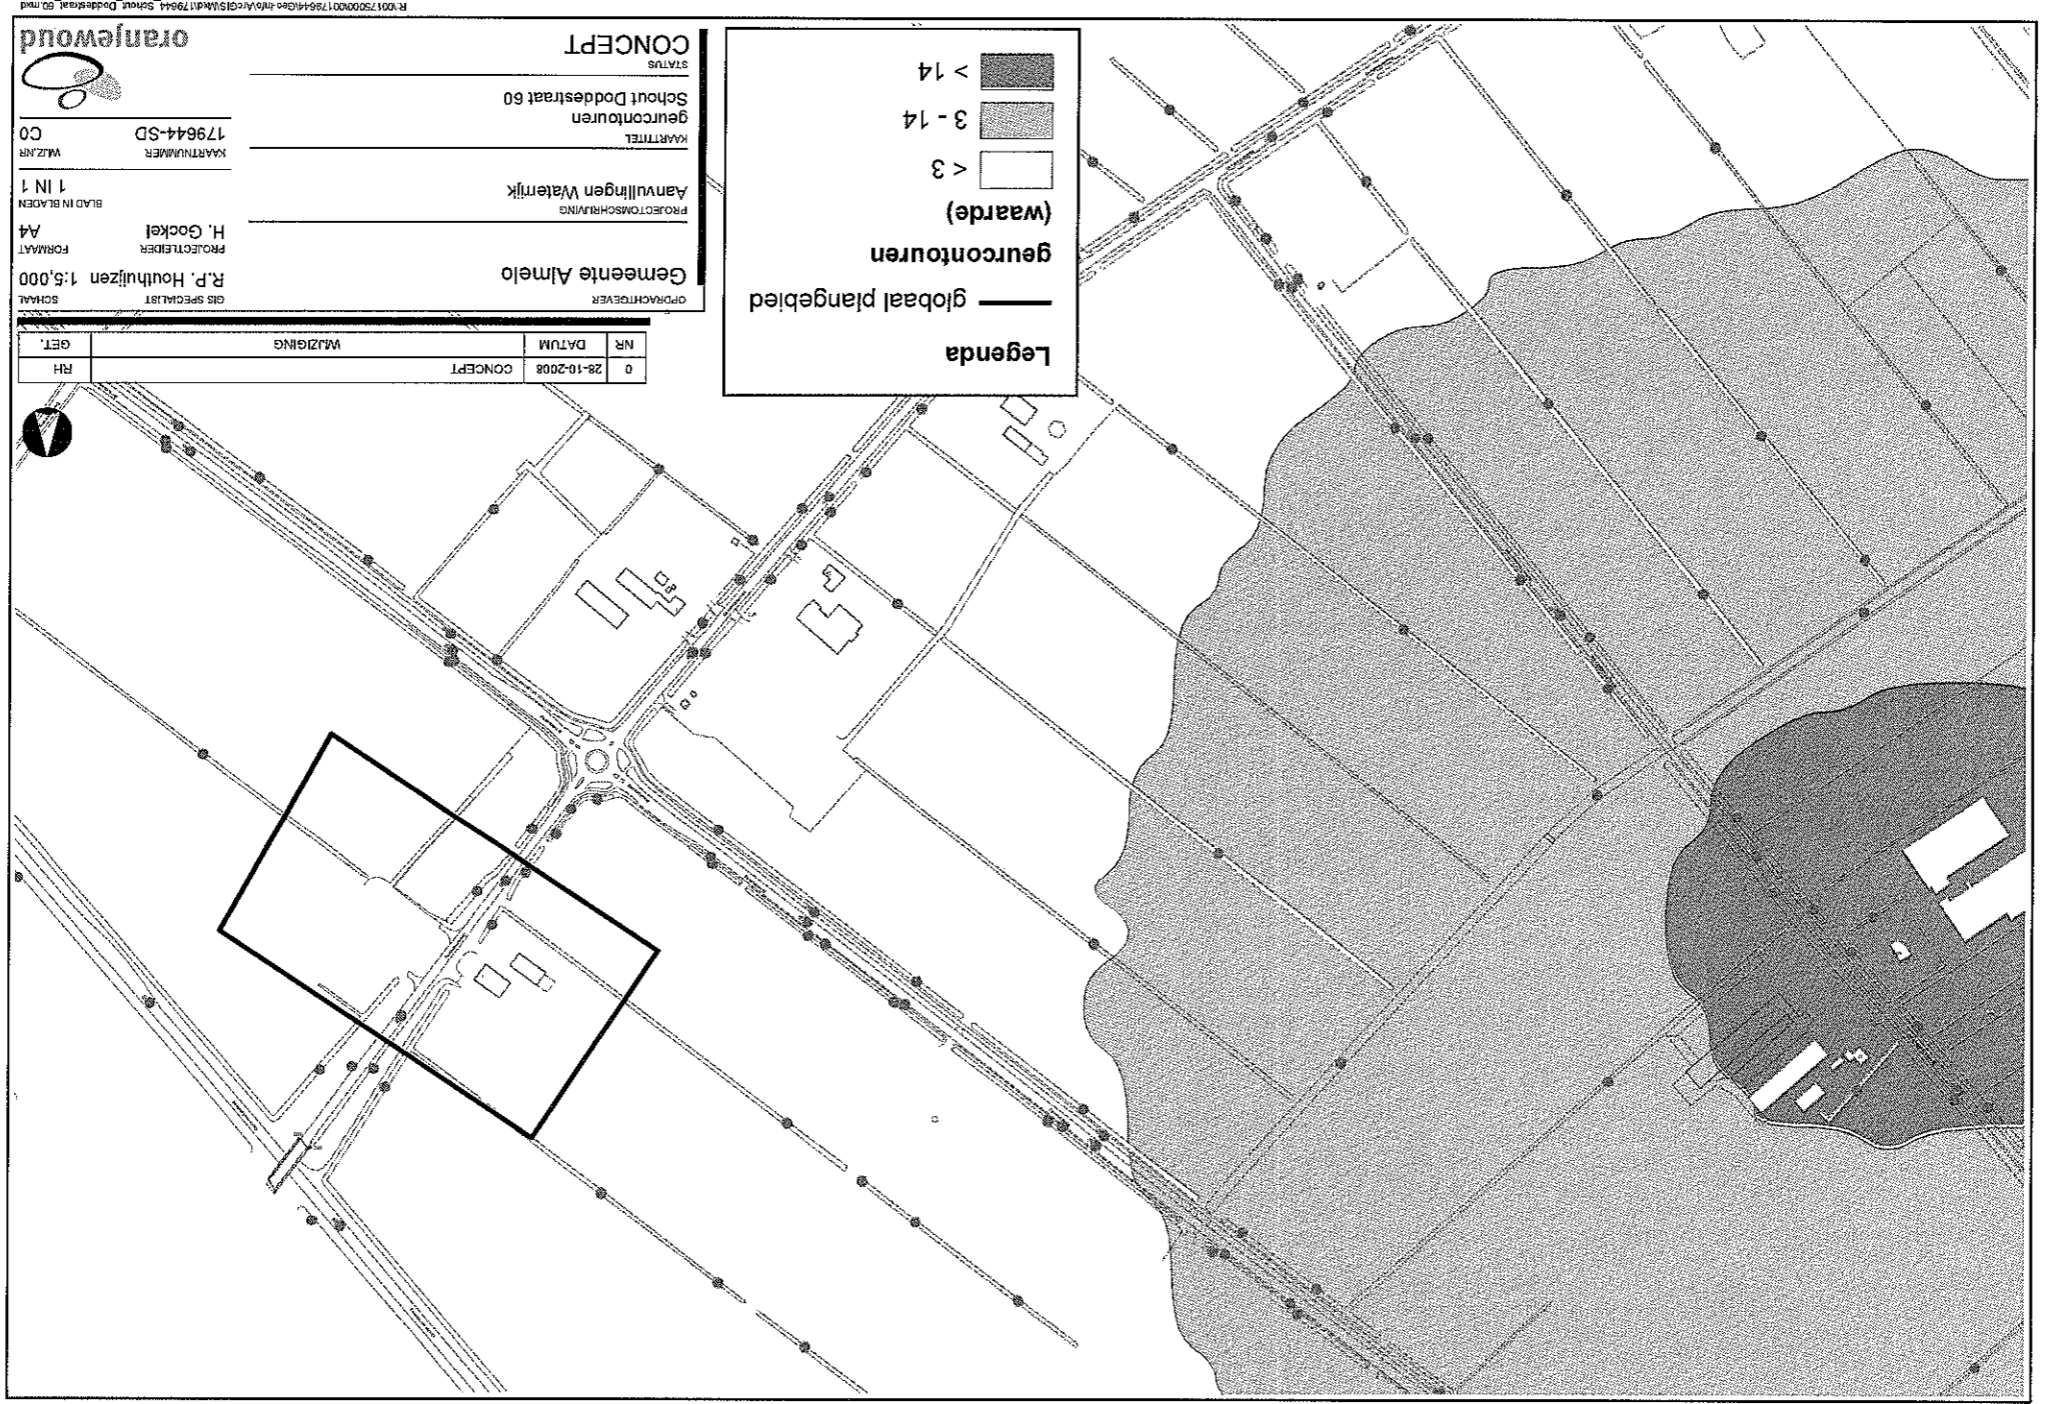 Legenda
globaal plangebied
geurcontouren
(waarde)
< 3
3 - 14
> 14
0 28-10-2008 CONCEPT RH
NR DATUM WIJZIGING GET.
OPDRACHTGEVER
Gemeente Almelo
PROJECTOMSCHRIJVING
Aanvullingen Waterrijk
KAARTTITEL
geurcontouren
Schout Doddestraat 60
STATUS
CONCEPT
GIS SPECIALIST SCHAAL
R.P. Houthuijzen 1:5,000
PROJECTLEIDER FORMAAT
H. Gockel A4
BLAD IN BLADEN
1 IN 1
KAARTNUMMER WIJZ.NR
179644-SD C0
oranjewoud